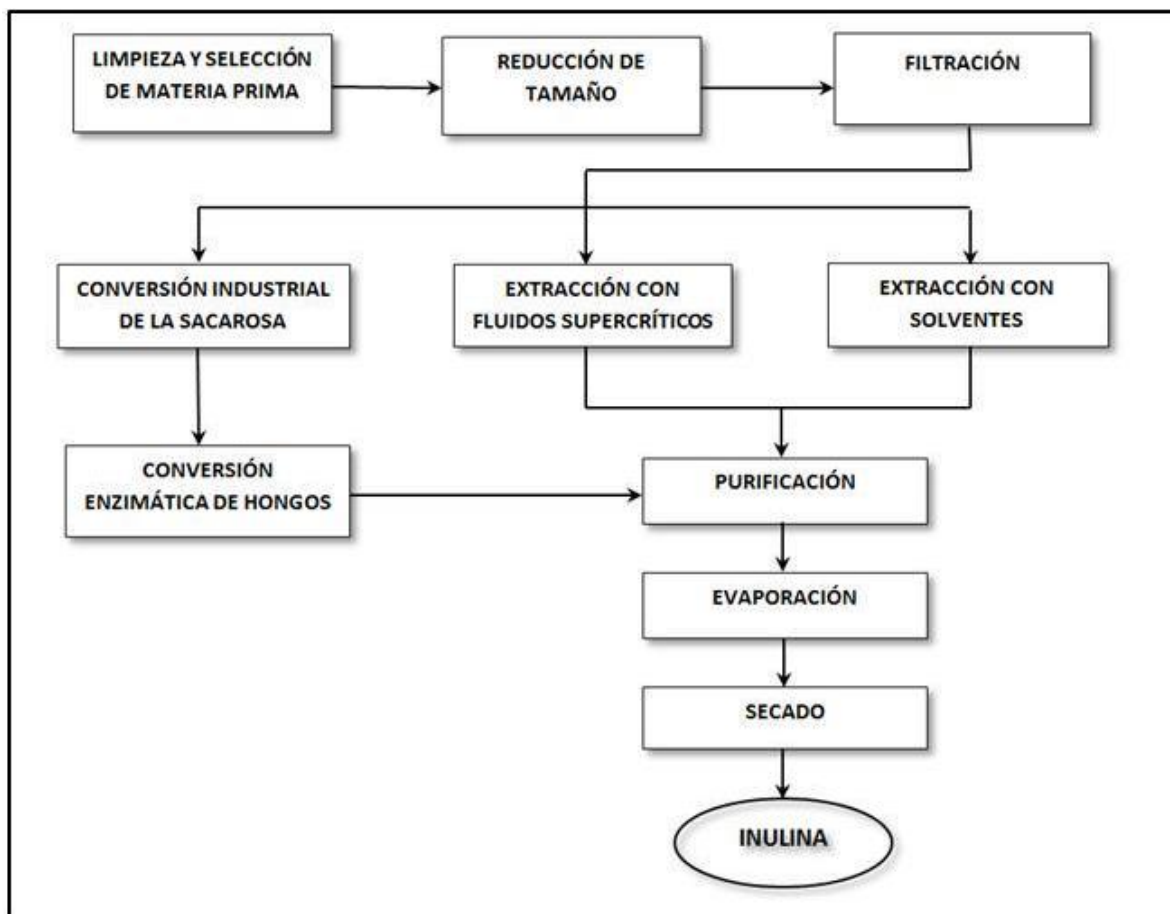 LIMPIEZA Y SELECCIÓN
DE MATERIA PRIMA
REDUCCIÓN DE
TAMAÑO
FILTRACIÓN
CONVERSIÓN INDUSTRIAL
DE LA SACAROSA
EXTRACCIÓN CON
FLUIDOS SUPERCRÍTICOS
EXTRACCIÓN CON
SOLVENTES
CONVERSIÓN
ENZIMÁTICA DE HONGOS
PURIFICACIÓN
EVAPORACIÓN
SECADO
INULINA